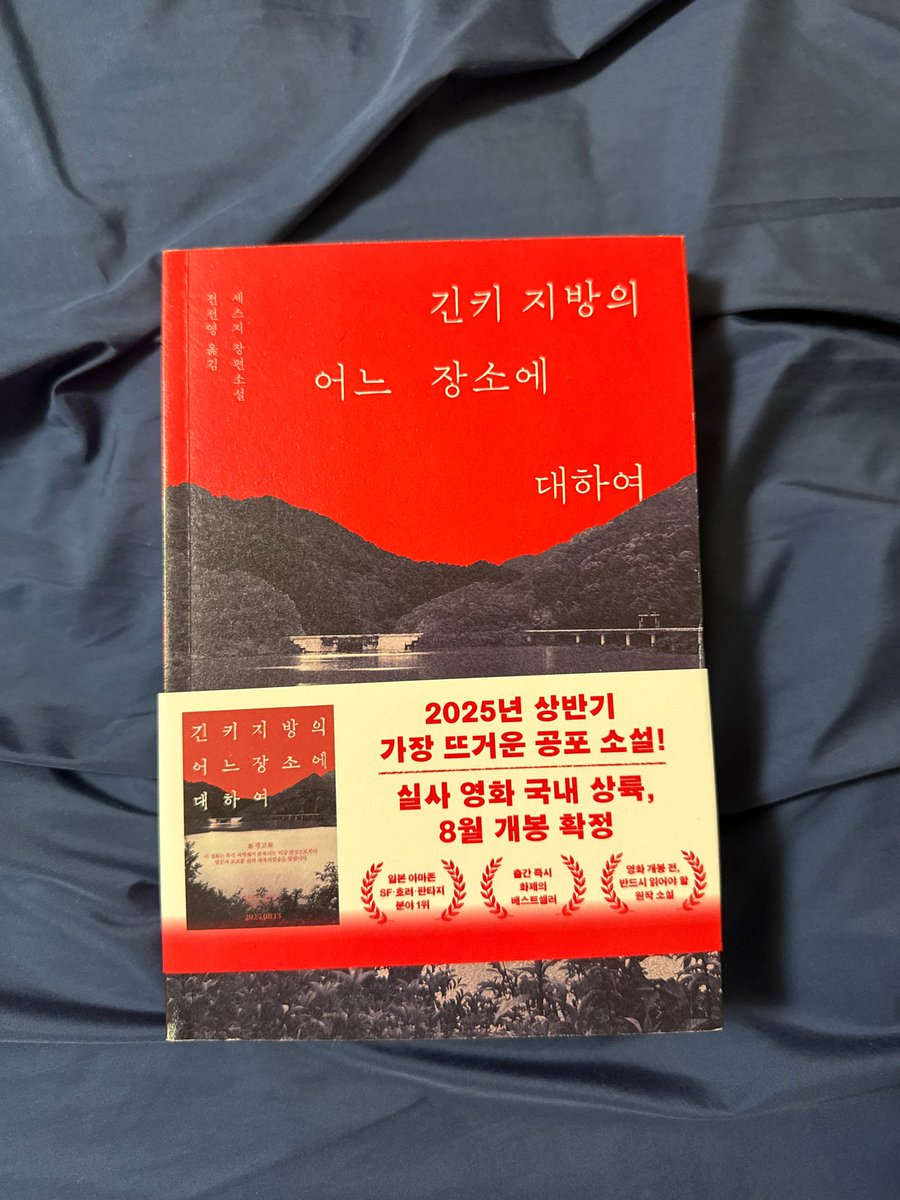 긴키 지방의
어느 장소에
대하여
세스지 장편소설
전선영 옮김
긴키지방의
어느장소에
대하여
경고
2025.08.13
2025년 상반기
가장 뜨거운 공포 소설!
실사 영화 국내 상륙,
8월 개봉 확정
일본 아마존
SF·호러·판타지
분야 1위
출간 즉시
화제의
베스트셀러
영화 개봉 전,
반드시 읽어야 할
원작 소설